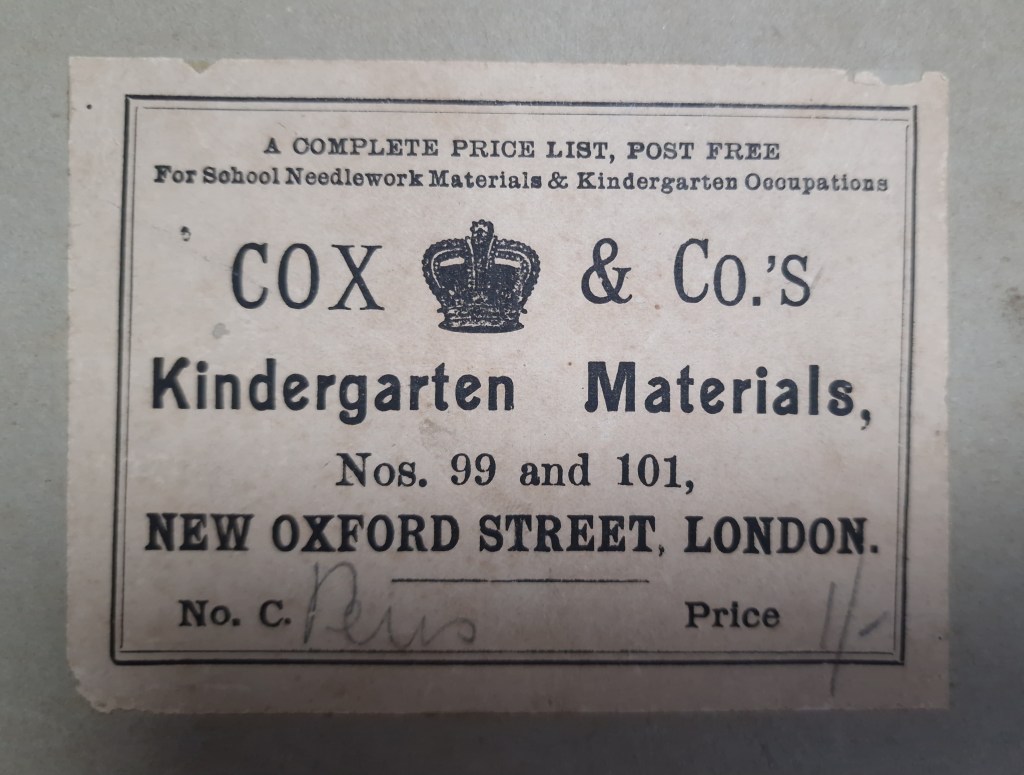 A COMPLETE PRICE LIST, POST FREE
For School Needlework Materials & Kindergarten Occupations
COX & Co.'s
Kindergarten Materials,
Nos. 99 and 101,
NEW OXFORD STREET, LONDON.
No. C. Price 1/-